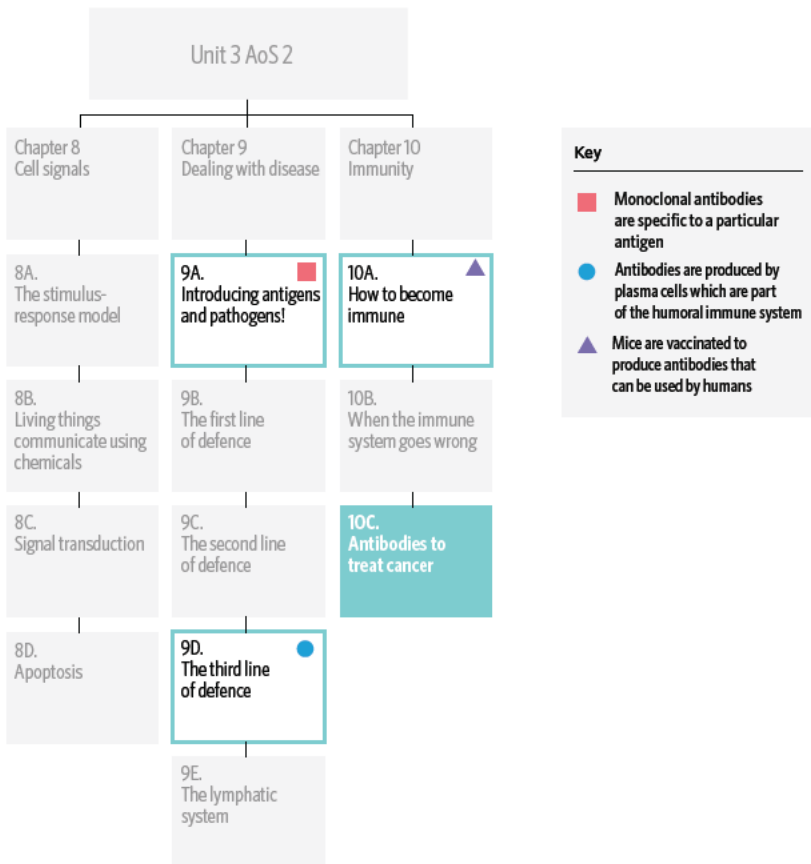 Unit 3 AoS 2
Chapter 8
Cell signals
Chapter 9
Dealing with disease
Chapter 10
Immunity
8A.
The stimulus-
response model
9A.
Introducing antigens
and pathogens!
10A.
How to become
immune
8B.
Living things
communicate using
chemicals
9B.
The first line
of defence
10B.
When the immune
system goes wrong
8C.
Signal transduction
9C.
The second line
of defence
10C.
Antibodies to
treat cancer
8D.
Apoptosis
9D.
The third line
of defence
9E.
The lymphatic
system
Key
Monoclonal antibodies
are specific to a particular
antigen
Antibodies are produced by
plasma cells which are part
of the humoral immune system
Mice are vaccinated to
produce antibodies that
can be used by humans